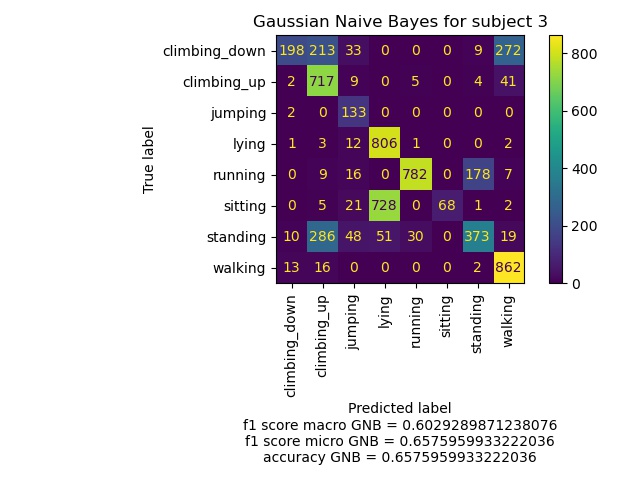 Gaussian Naive Bayes for subject 3
climbing_down 198 213 33 0 0 0 9 272
climbing_up 2 717 9 0 5 0 4 41
jumping 2 0 133 0 0 0 0 0
lying 1 3 12 806 1 0 0 2
running 0 9 16 0 782 0 178 7
sitting 0 5 21 728 0 68 1 2
standing 10 286 48 51 30 0 373 19
walking 13 16 0 0 0 0 2 862
True label
800
600
400
200
0
climbing_down
climbing_up
jumping
lying
running
sitting
standing
walking
Predicted label
f1 score macro GNB = 0.6029289871238076
f1 score micro GNB = 0.6575959933222036
accuracy GNB = 0.6575959933222036